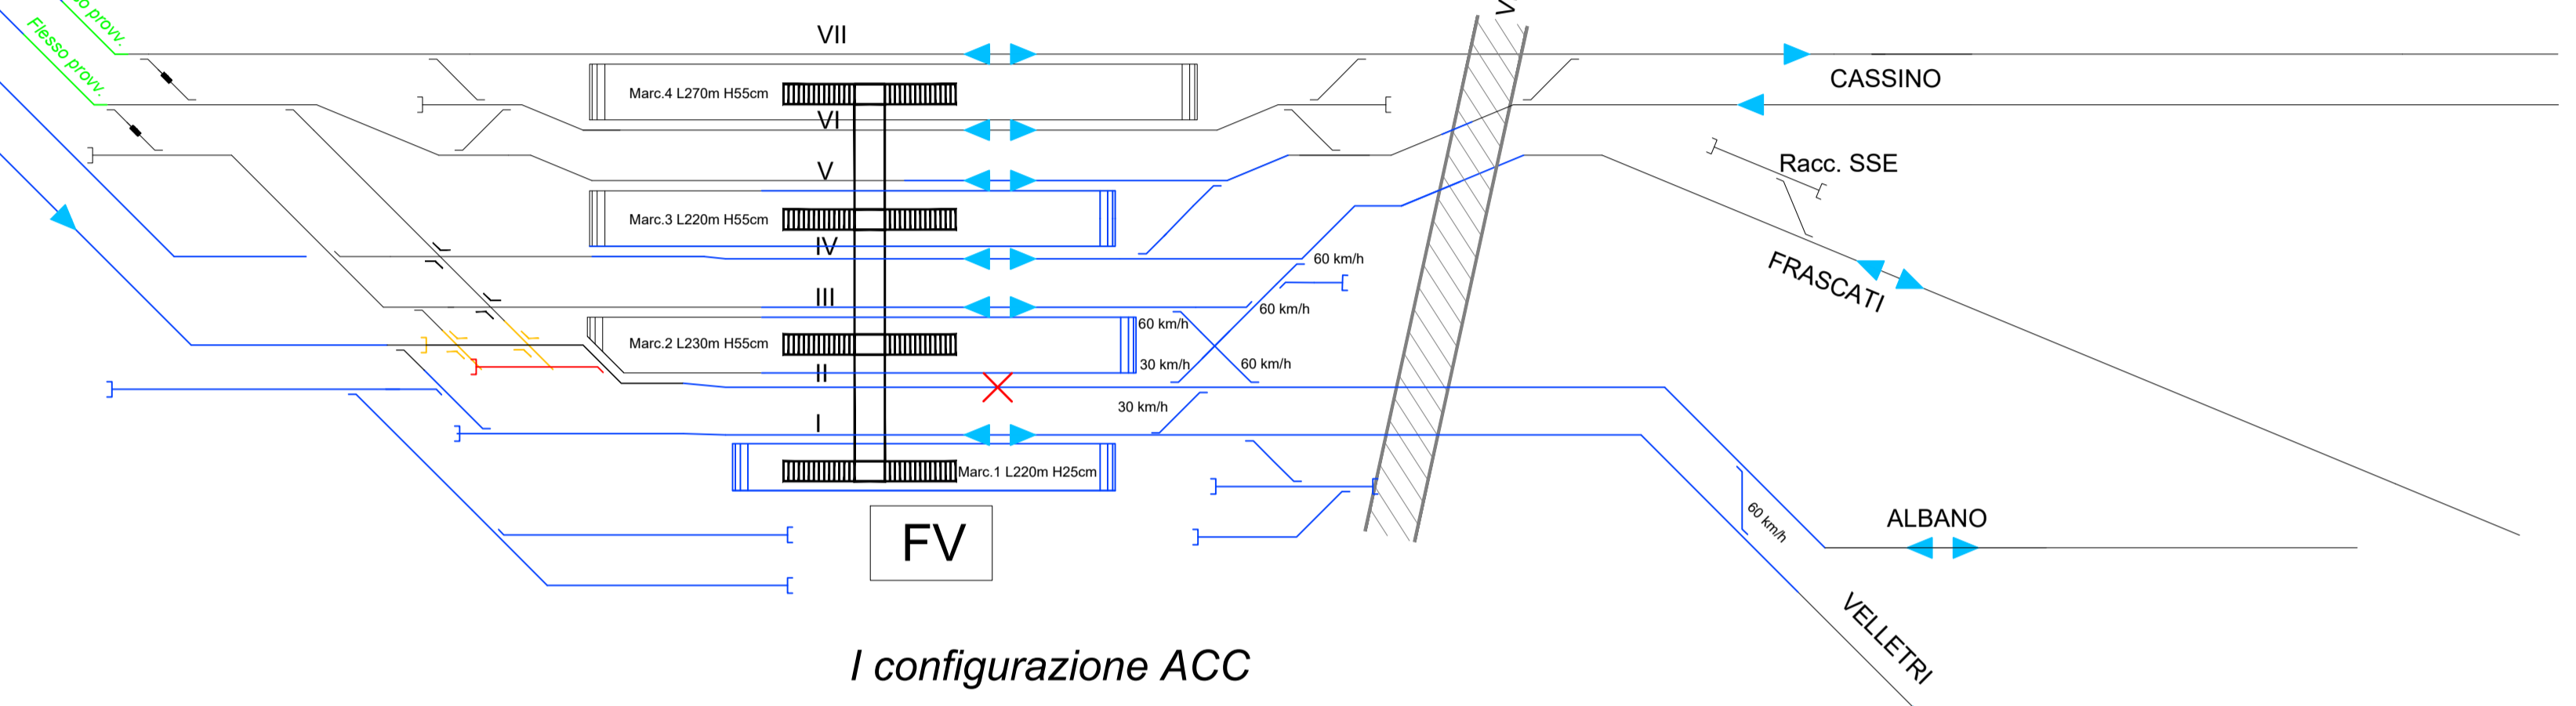 so provv.
Flesso provv.
VII
V
CASSINO
Marc.4 L270m H55cm
VI
V
Racc. SSE
Marc.3 L220m H55cm
IV
60 km/h
FRASCATI
III
60 km/h
60 km/h
Marc.2 L230m H55cm
30 km/h
60 km/h
II
30 km/h
I
Marc.1 L220m H25cm
60 km/h
ALBANO
FV
VELLETRI
I configurazione ACC